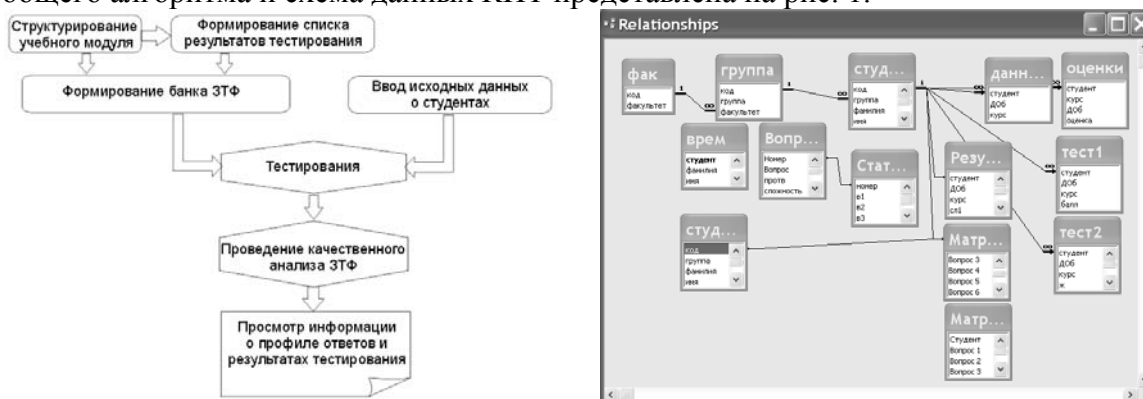 общего алгоритма и схема данных КИТ представлена на рис. 1.
Структурирование
учебного модуля
Формирование списка
результатов тестирования
Формирование банка ЗТФ
Ввод исходных данных
о студентах
Тестирования
Проведение качественного
анализа ЗТФ
Просмотр информации
о профиле ответов и
результатах тестирования
Relationships
фак
код
факультет
1
∞
группа
код
группа
факультет
1
∞
студ...
код
группа
фамилия
имя
1
∞
данн...
студент
ДОБ
курс
∞
оценки
студент
курс
ДОБ
оценка
врем
студент
фамилия
имя
Вопр...
Номер
Вопрос
протв
сложность
Стат...
номер
в1
в2
в3
Резу...
студент
ДОБ
курс
сл1
∞
тест1
студент
ДОБ
курс
балл
студ...
код
группа
фамилия
имя
Матр...
Вопрос 3
Вопрос 4
Вопрос 5
Вопрос 6
∞
тест2
студент
ДОБ
курс
ж
Матр...
Студент
Вопрос 1
Вопрос 2
Вопрос 3